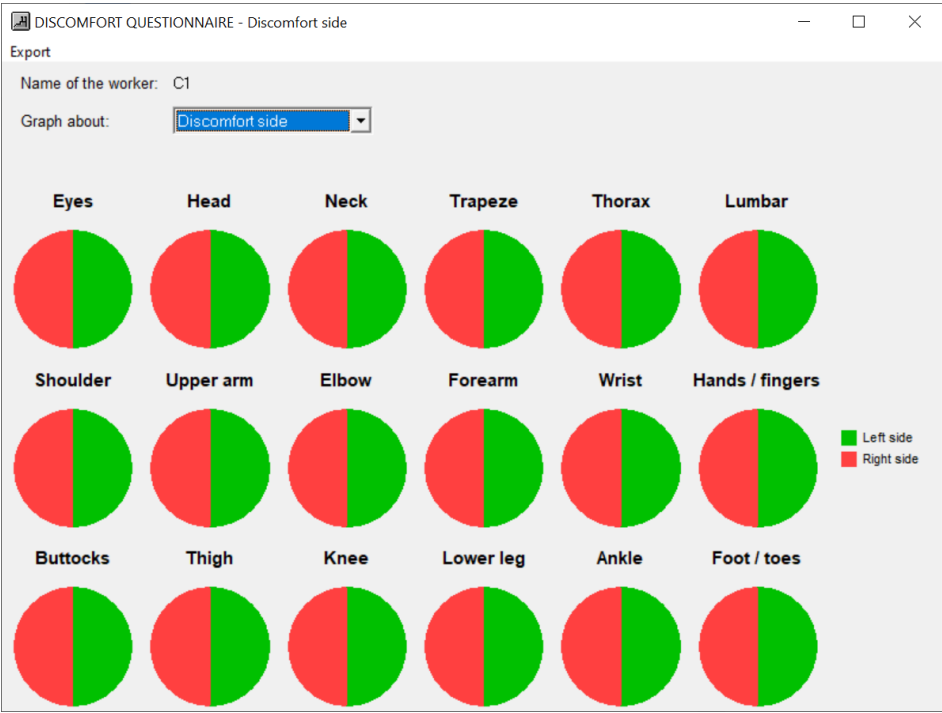 DISCOMFORT QUESTIONNAIRE - Discomfort side
Export
Name of the worker: C1
Graph about: Discomfort side
Eyes Head Neck Trapeze Thorax Lumbar
Shoulder Upper arm Elbow Forearm Wrist Hands / fingers
Left side
Right side
Buttocks Thigh Knee Lower leg Ankle Foot / toes